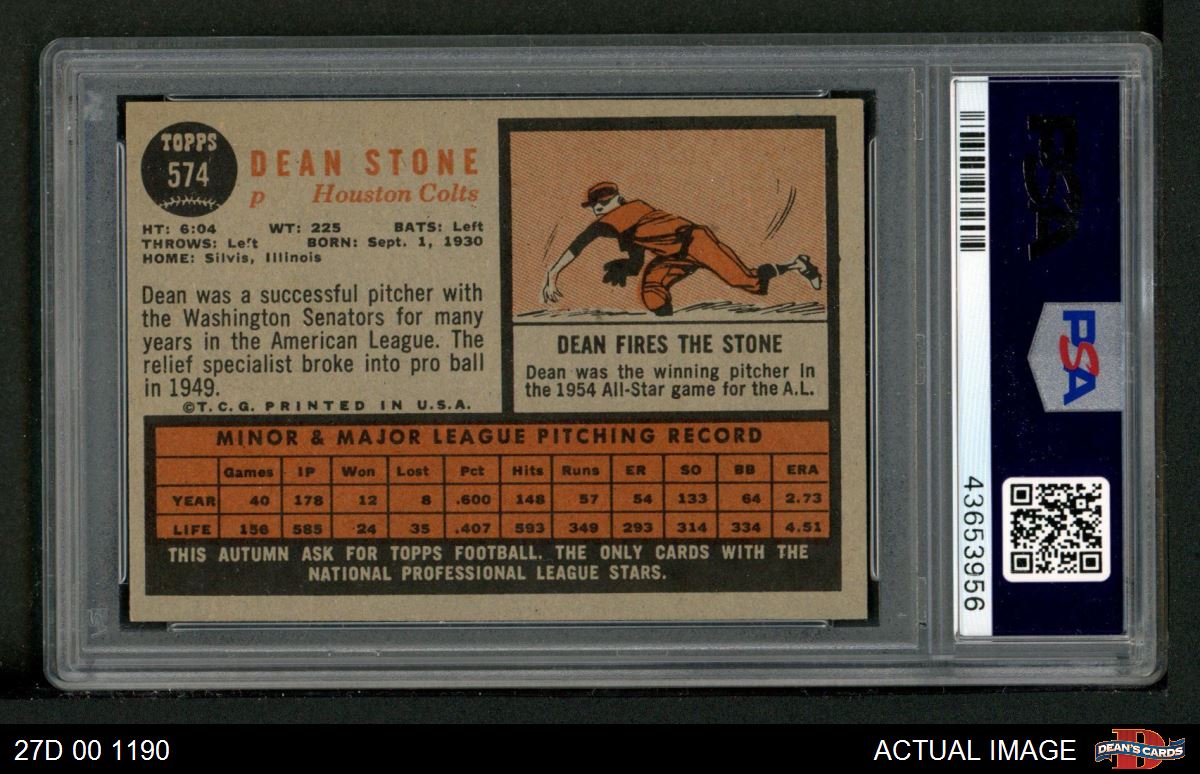 TOPPS
574
DEAN STONE
p Houston Colts
HT: 6:04 WT: 225 BATS: Left
THROWS: Left BORN: Sept. 1, 1930
HOME: Silvis, Illinois
Dean was a successful pitcher with
the Washington Senators for many
years in the American League. The
relief specialist broke into pro ball
in 1949.
©T.C.G. PRINTED IN U.S.A.
DEAN FIRES THE STONE
Dean was the winning pitcher in
the 1954 All-Star game for the A.L.
MINOR & MAJOR LEAGUE PITCHING RECORD
Games IP Won Lost Pct Hits Runs ER SO BB ERA
YEAR 40 178 12 8 .600 148 57 54 133 64 2.73
LIFE 156 585 24 35 .407 593 349 293 314 334 4.51
THIS AUTUMN ASK FOR TOPPS FOOTBALL. THE ONLY CARDS WITH THE
NATIONAL PROFESSIONAL LEAGUE STARS.
PSA
PSA
43653956
27D 00 1190
ACTUAL IMAGE
D
DEAN'S CARDS